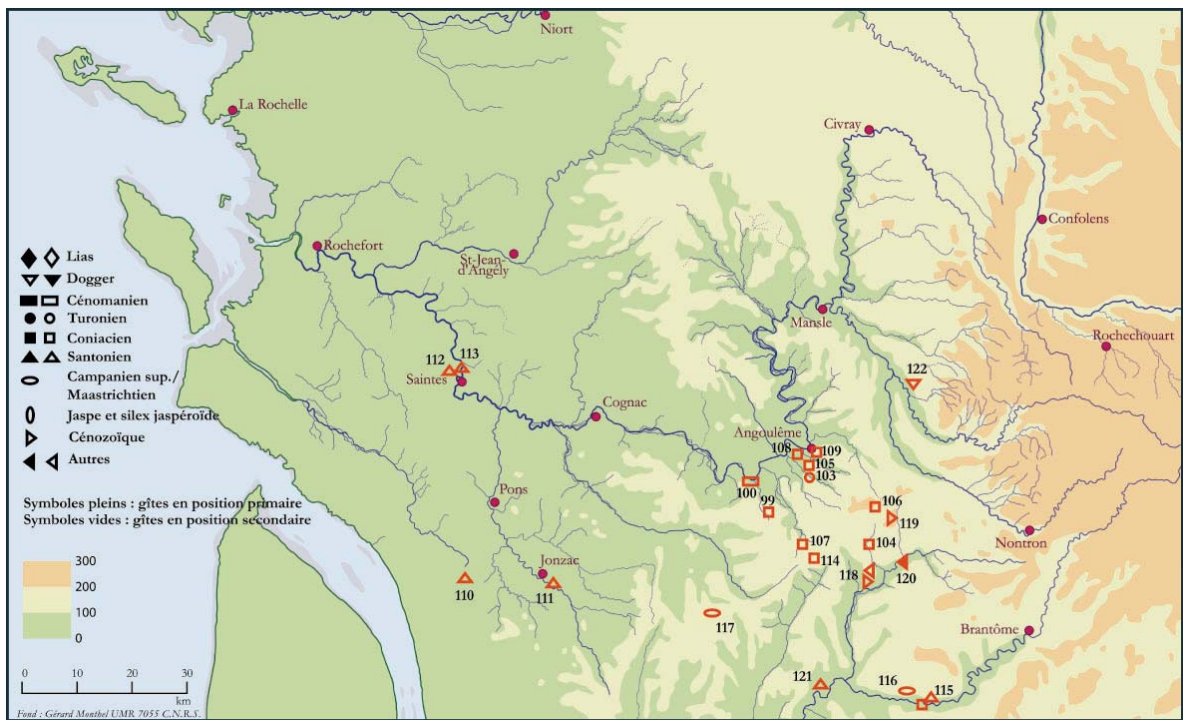 Niort
La Rochelle
Civray
Confolens
Rochefort
St-Jean-
d'Angely
Mansle
Rochechouart
Lias
Dogger
Cénomanien
Turonien
Coniacien
Santonien
Campanien sup./
Maastrichtien
Jaspe et silex jaspéroïde
Cénozoïque
Autres
Symboles pleins : gîtes en position primaire
Symboles vides : gîtes en position secondaire
300
200
100
0
0 10 20 30
km
Fond : Gérard Monthel UMR 7055 C.N.R.S.
112
113
Saintes
122
Cognac
Angoulême
108
109
105
103
100
99
106
119
Pons
107
104
114
118
120
Nontron
Jonzac
110
111
117
Brantôme
121
116
115